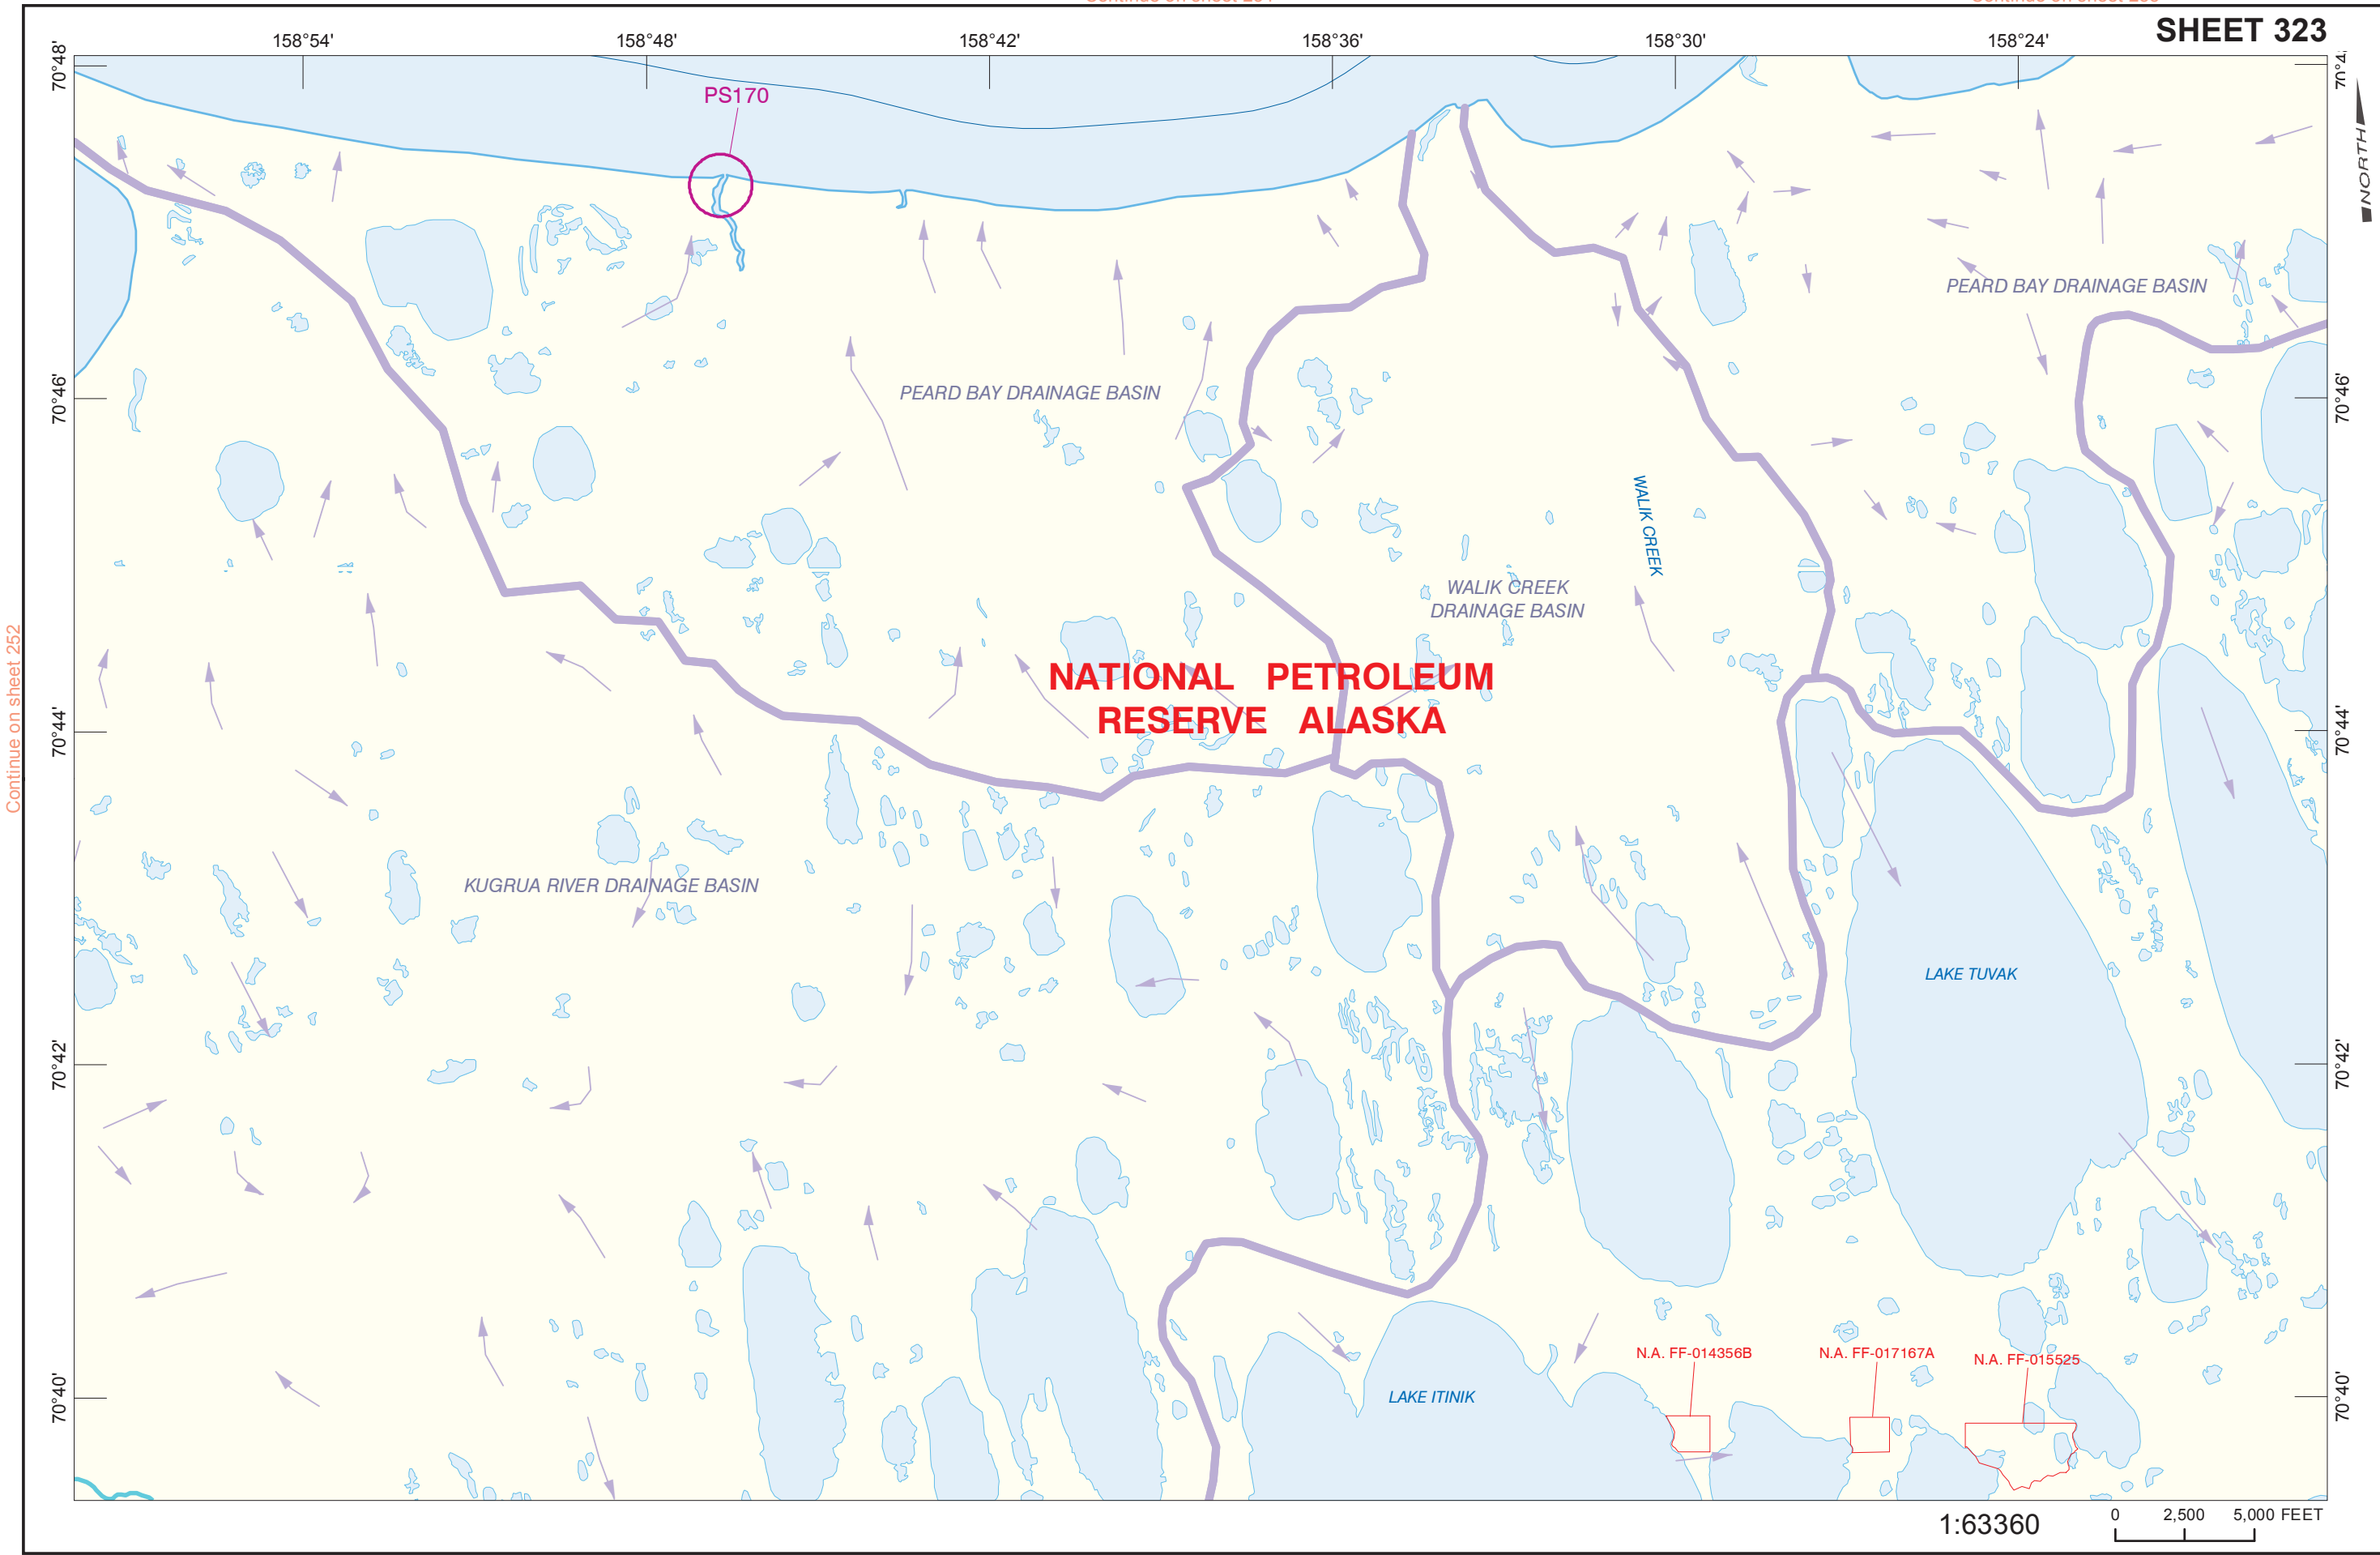 SHEET 323
158°54'
158°48'
158°42'
158°36'
158°30'
158°24'
70°48'
NORTH
PS170
PEARD BAY DRAINAGE BASIN
70°46'
70°46'
PEARD BAY DRAINAGE BASIN
WALIK CREEK
WALIK CREEK
DRAINAGE BASIN
Continue on sheet 252
NATIONAL PETROLEUM
RESERVE ALASKA
70°44'
70°44'
KUGRUA RIVER DRAINAGE BASIN
LAKE TUVAK
70°42'
70°42'
N.A. FF-014356B
N.A. FF-017167A
N.A. FF-015525
70°40'
70°40'
LAKE ITINIK
1:63360
0
2,500
5,000 FEET